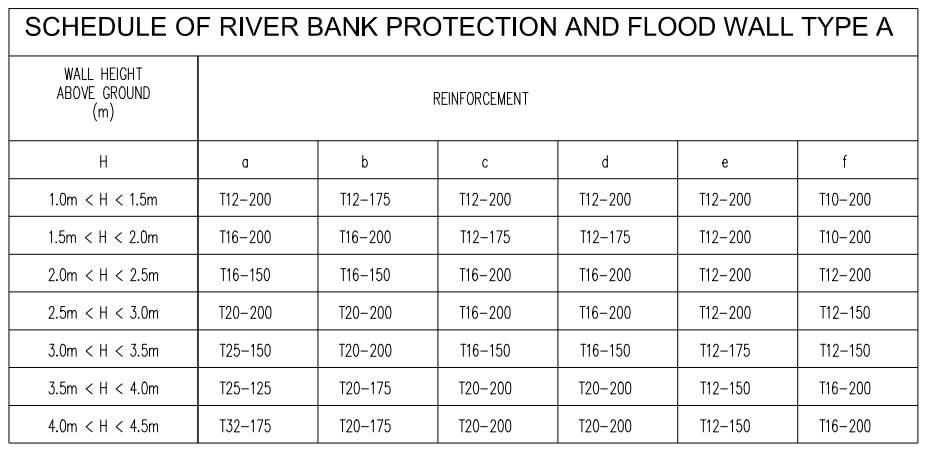 SCHEDULE OF RIVER BANK PROTECTION AND FLOOD WALL TYPE A
WALL HEIGHT
ABOVE GROUND
(m)
REINFORCEMENT
H a b c d e f
1.0m < H < 1.5m T12-200 T12-175 T12-200 T12-200 T12-200 T10-200
1.5m < H < 2.0m T16-200 T16-200 T12-175 T12-175 T12-200 T10-200
2.0m < H < 2.5m T16-150 T16-150 T16-200 T16-200 T12-200 T12-200
2.5m < H < 3.0m T20-200 T20-200 T16-200 T16-200 T12-200 T12-150
3.0m < H < 3.5m T25-150 T20-200 T16-150 T16-150 T12-175 T12-150
3.5m < H < 4.0m T25-125 T20-175 T20-200 T20-200 T12-150 T16-200
4.0m < H < 4.5m T32-175 T20-175 T20-200 T20-200 T12-150 T16-200